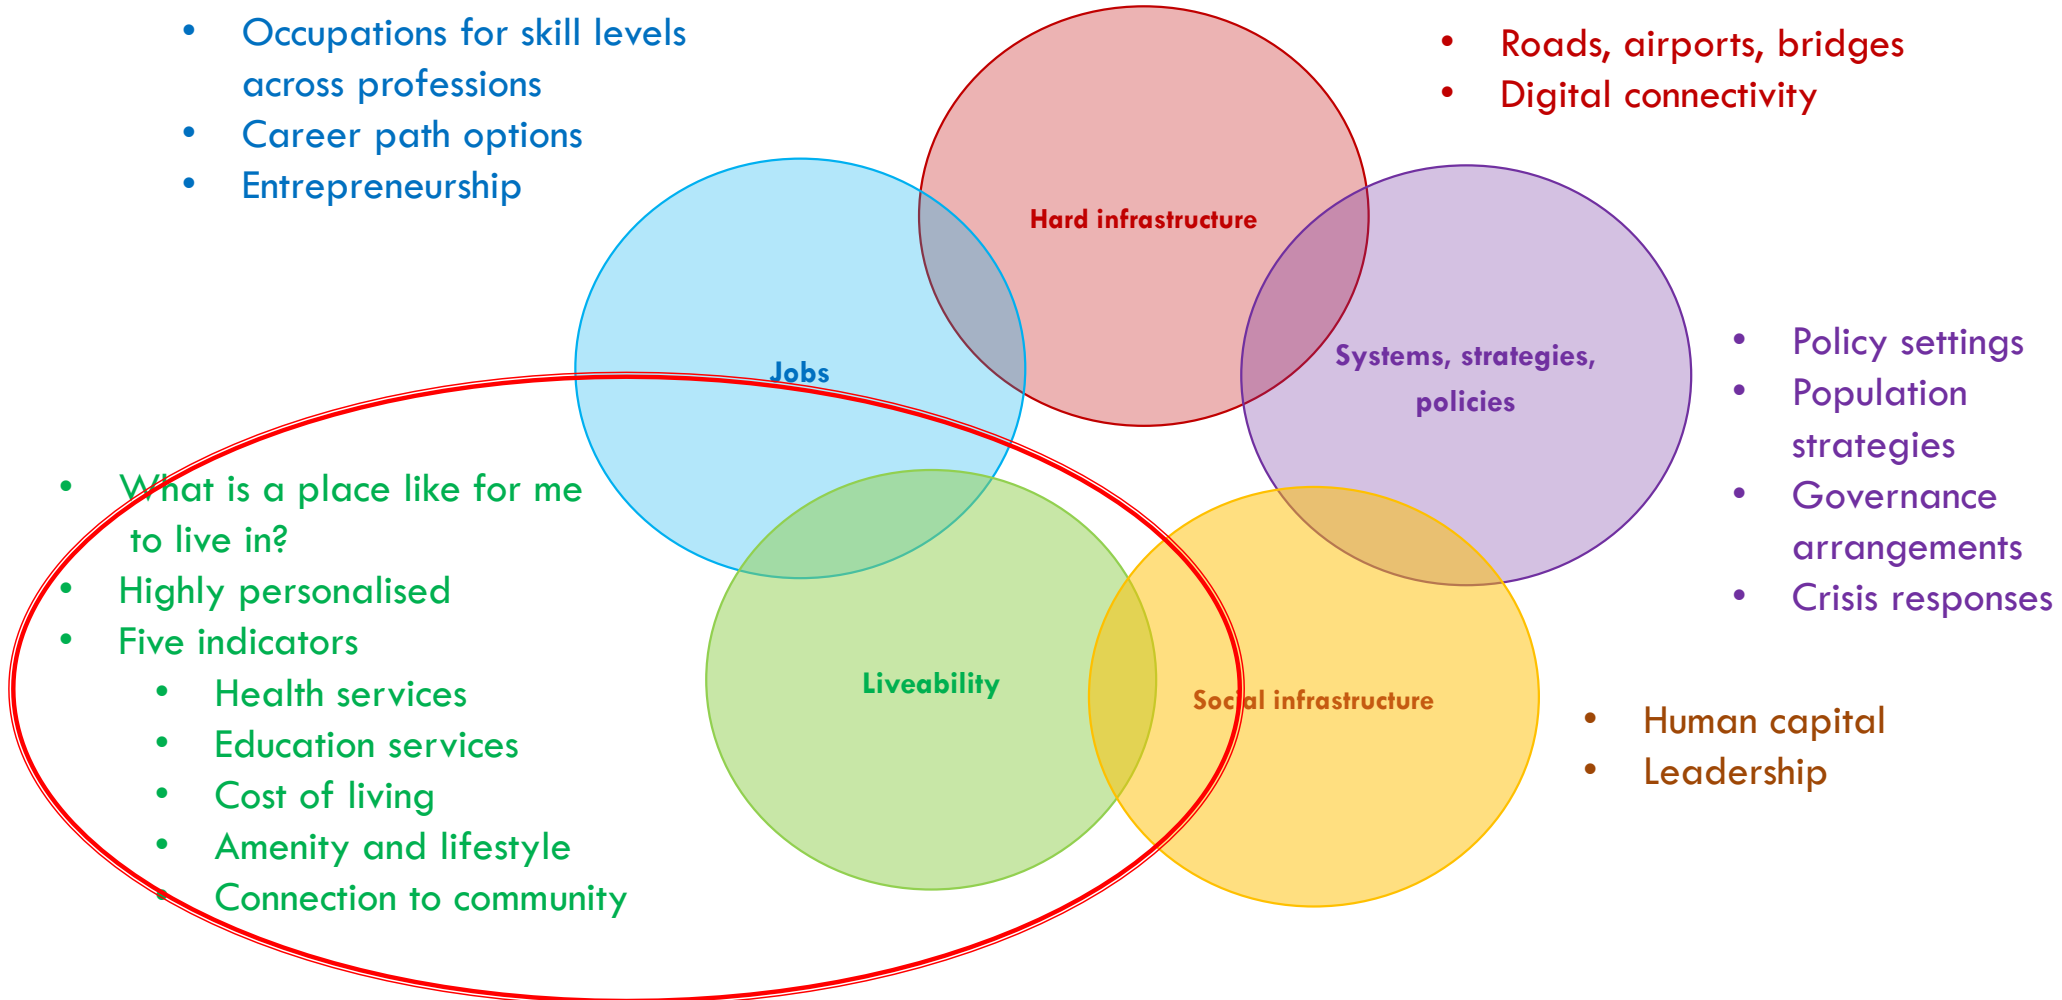 • Occupations for skill levels
across professions
• Career path options
• Entrepreneurship
• Roads, airports, bridges
• Digital connectivity
Hard infrastructure
Jobs
Systems, strategies,
policies
• Policy settings
• Population
strategies
• Governance
arrangements
• Crisis responses
• What is a place like for me
to live in?
• Highly personalised
• Five indicators
• Health services
• Education services
• Cost of living
• Amenity and lifestyle
• Connection to community
Liveability
Social infrastructure
• Human capital
• Leadership